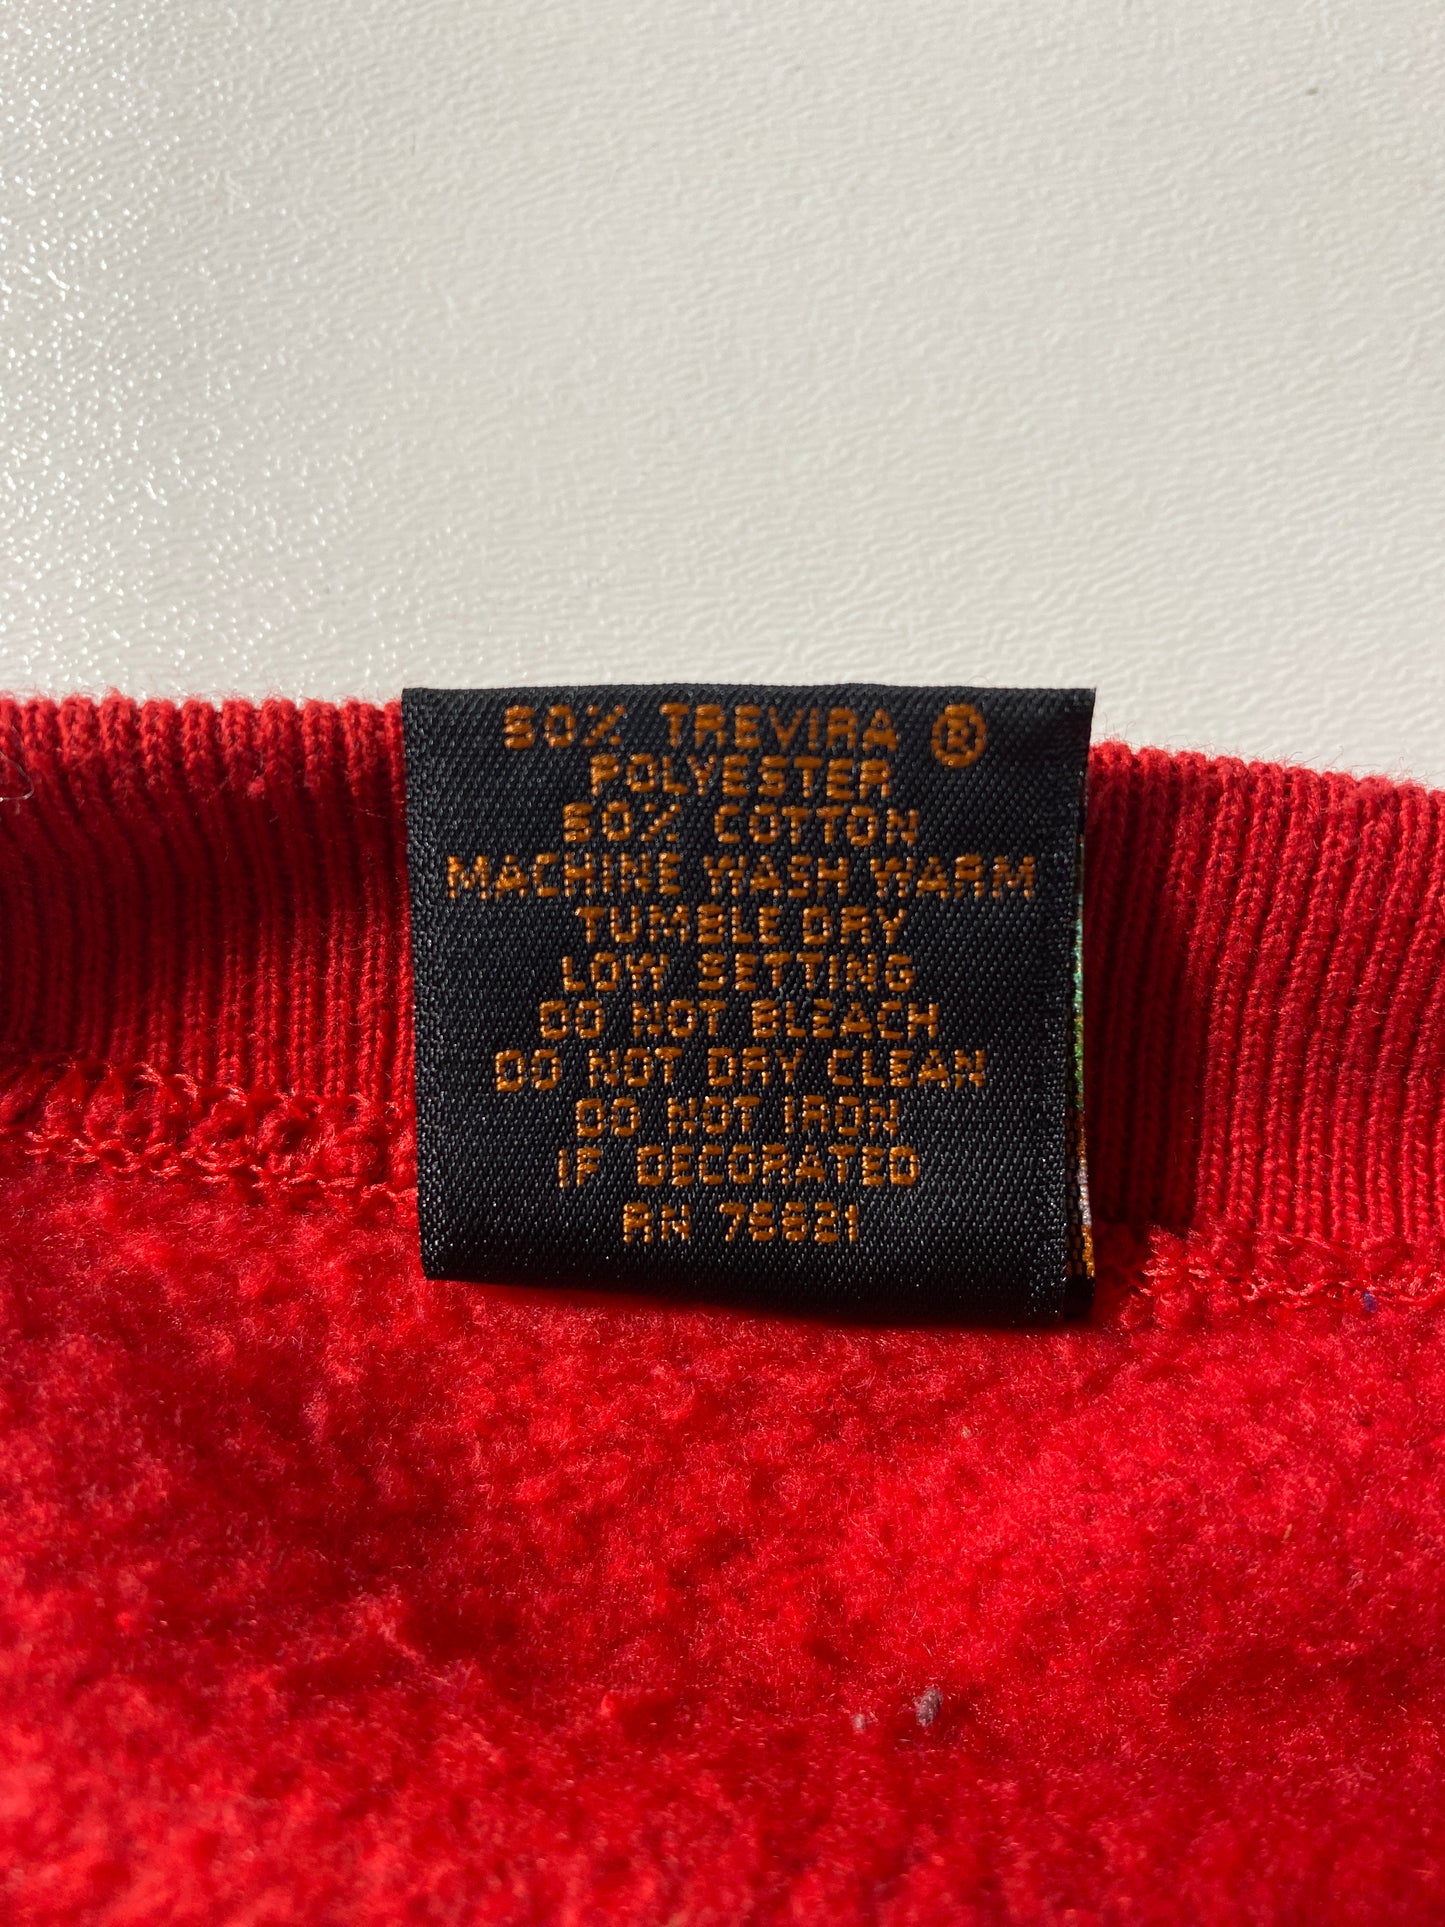 50% TREVIRA ®
POLYESTER
50% COTTON
MACHINE WASH WARM
TUMBLE DRY
LOW SETTING
DO NOT BLEACH
DO NOT DRY CLEAN
DO NOT IRON
IF DECORATED
RN